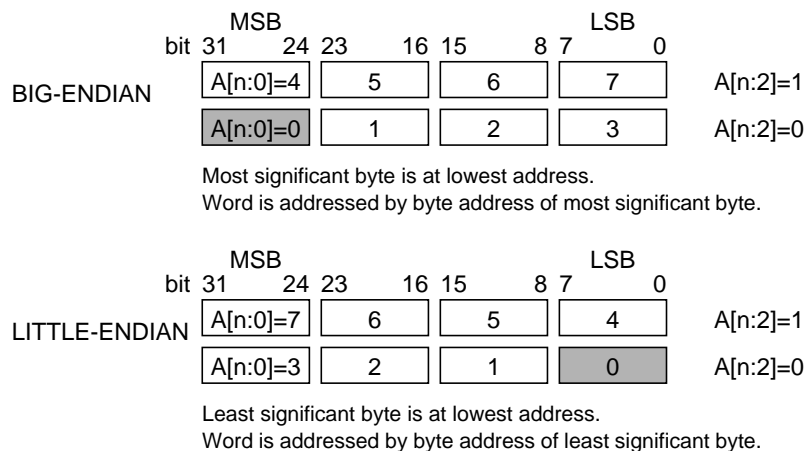 MSB LSB
bit 31 24 23 16 15 8 7 0
BIG-ENDIAN A[n:0]=4 5 6 7 A[n:2]=1
A[n:0]=0 1 2 3 A[n:2]=0
Most significant byte is at lowest address.
Word is addressed by byte address of most significant byte.
MSB LSB
bit 31 24 23 16 15 8 7 0
LITTLE-ENDIAN A[n:0]=7 6 5 4 A[n:2]=1
A[n:0]=3 2 1 0 A[n:2]=0
Least significant byte is at lowest address.
Word is addressed by byte address of least significant byte.